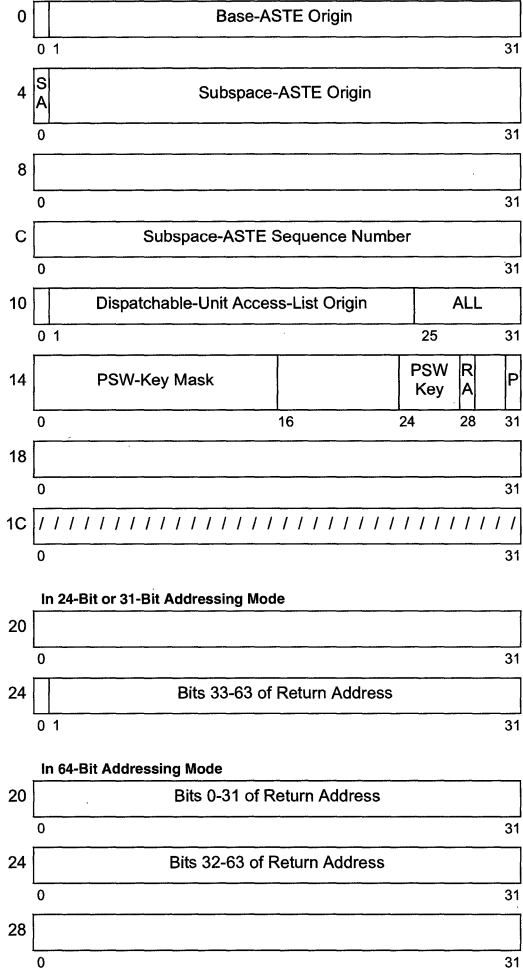 0 Base-ASTE Origin
0 1 31
4 S A Subspace-ASTE Origin
0 31
8
0 31
C Subspace-ASTE Sequence Number
0 31
10 Dispatchable-Unit Access-List Origin ALL
0 1 25 31
14 PSW-Key Mask PSW Key R A P
0 16 24 28 31
18
0 31
1C / / / / / / / / / / / / / / / / / / / / / / / / / / / / / / / /
0 31
In 24-Bit or 31-Bit Addressing Mode
20
0 31
24 Bits 33-63 of Return Address
0 1 31
In 64-Bit Addressing Mode
20 Bits 0-31 of Return Address
0 31
24 Bits 32-63 of Return Address
0 31
28
0 31